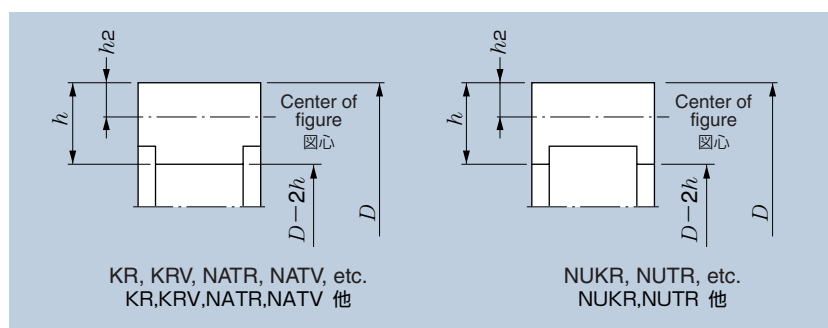 h2
h
Center of
figure
図心
D−2h
D
KR, KRV, NATR, NATV, etc.
KR,KRV,NATR,NATV 他
h2
h
Center of
figure
図心
D−2h
D
NUKR, NUTR, etc.
NUKR,NUTR 他